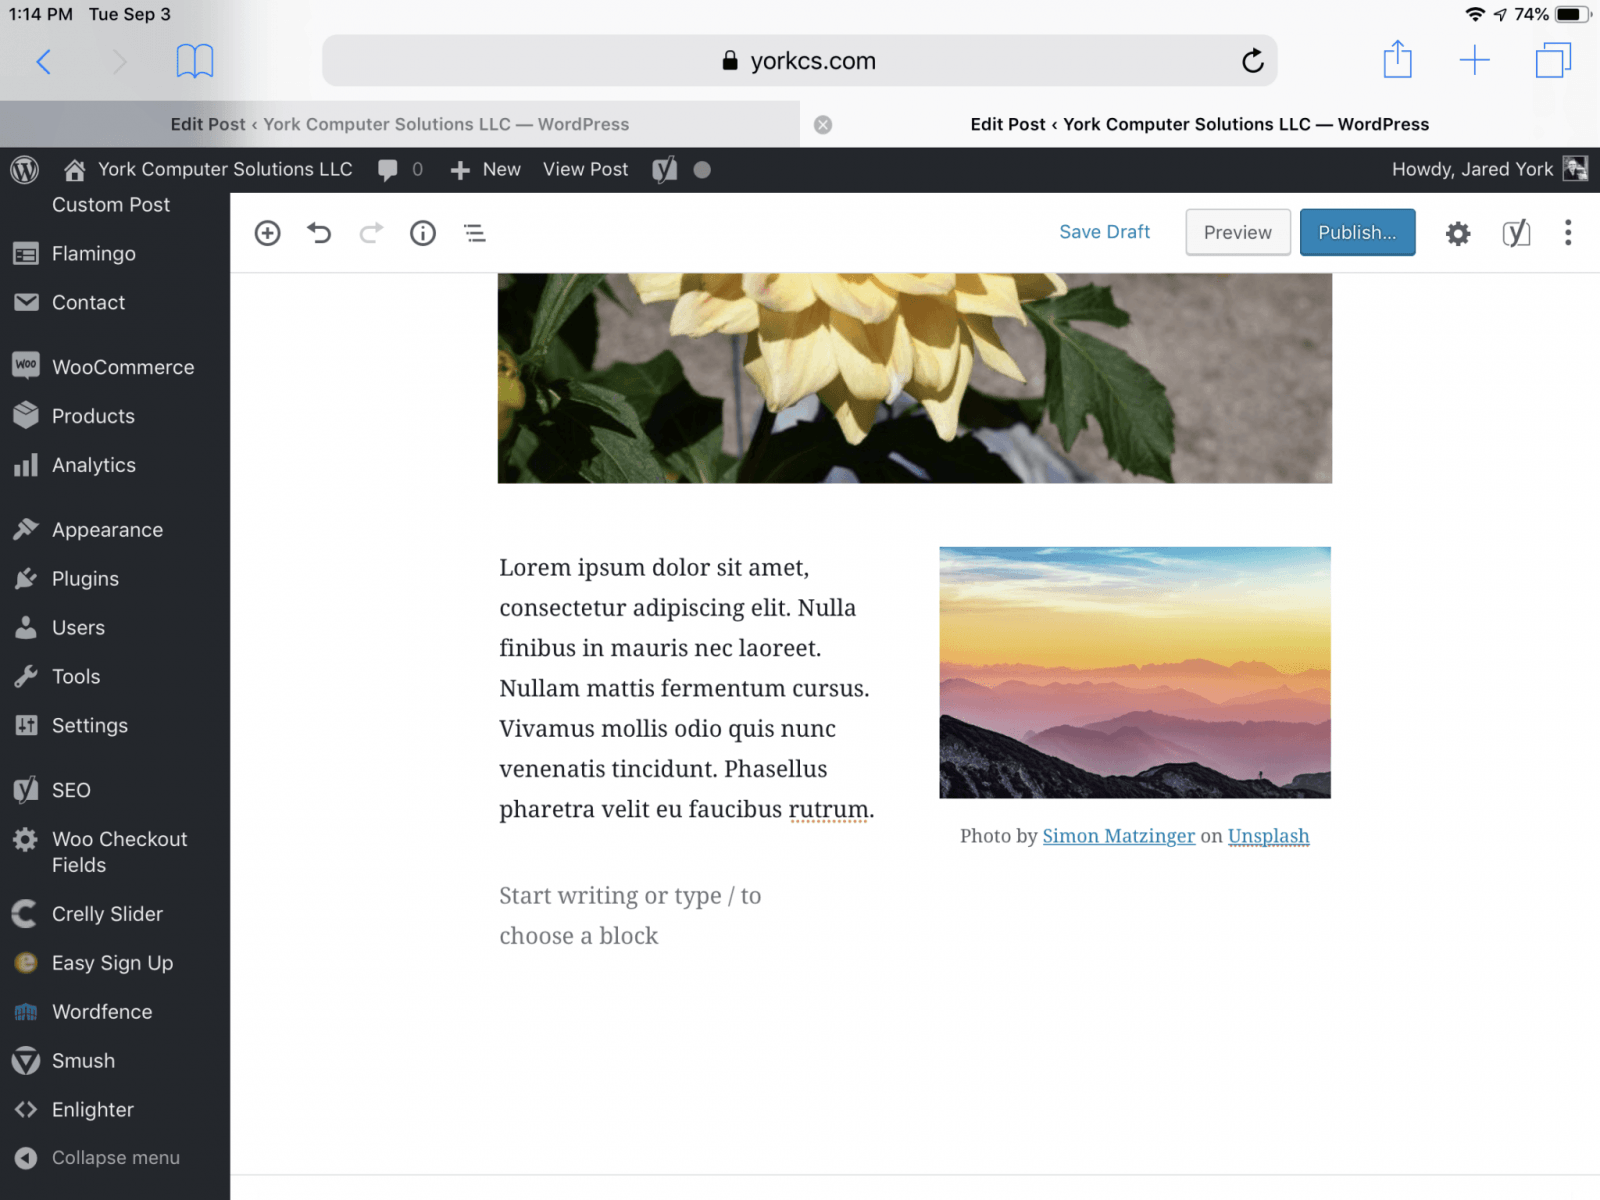 1:14 PM Tue Sep 3
74%
yorkcs.com
Edit Post ‹ York Computer Solutions LLC — WordPress
Edit Post ‹ York Computer Solutions LLC — WordPress
York Computer Solutions LLC
0
New
View Post
Howdy, Jared York
Custom Post
Flamingo
Contact
WooCommerce
Products
Analytics
Appearance
Plugins
Users
Tools
Settings
SEO
Woo Checkout
Fields
Crelly Slider
Easy Sign Up
Wordfence
Smush
Enlighter
Collapse menu
Save Draft
Preview
Publish...
Lorem ipsum dolor sit amet,
consectetur adipiscing elit. Nulla
finibus in mauris nec laoreet.
Nullam mattis fermentum cursus.
Vivamus mollis odio quis nunc
venenatis tincidunt. Phasellus
pharetra velit eu faucibus rutrum.
Photo by Simon Matzinger on Unsplash
Start writing or type / to
choose a block